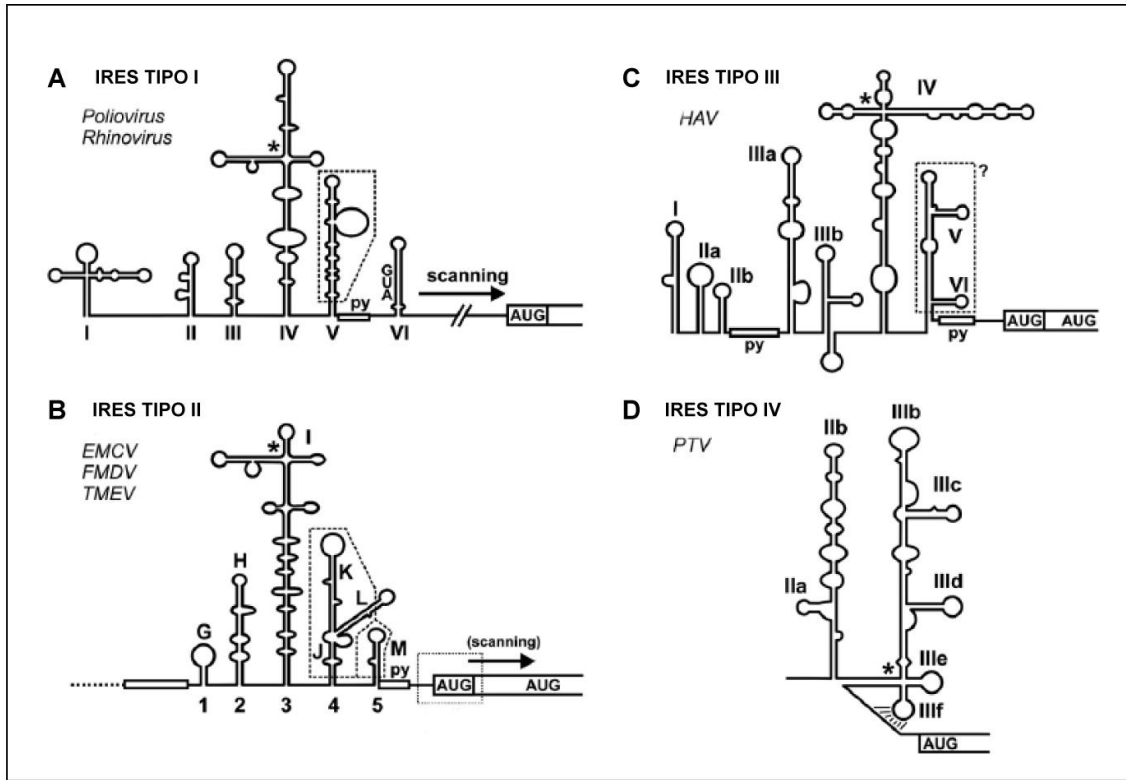 A IRES TIPO I
Poliovirus
Rhinovirus
*
GUA
scanning
py
AUG
I II III IV V VI
B IRES TIPO II
EMCV
FMDV
TMEV
*
I
H
K
G
L
J
M
(scanning)
py
AUG AUG
1 2 3 4 5
C IRES TIPO III
HAV
*
IV
IIIa
?
I
IIa
IIIb
IIb
V
VI
py
py
AUG AUG
D IRES TIPO IV
PTV
IIIb
IIb
IIIc
IIa
IIId
*
IIIe
IIIf
AUG